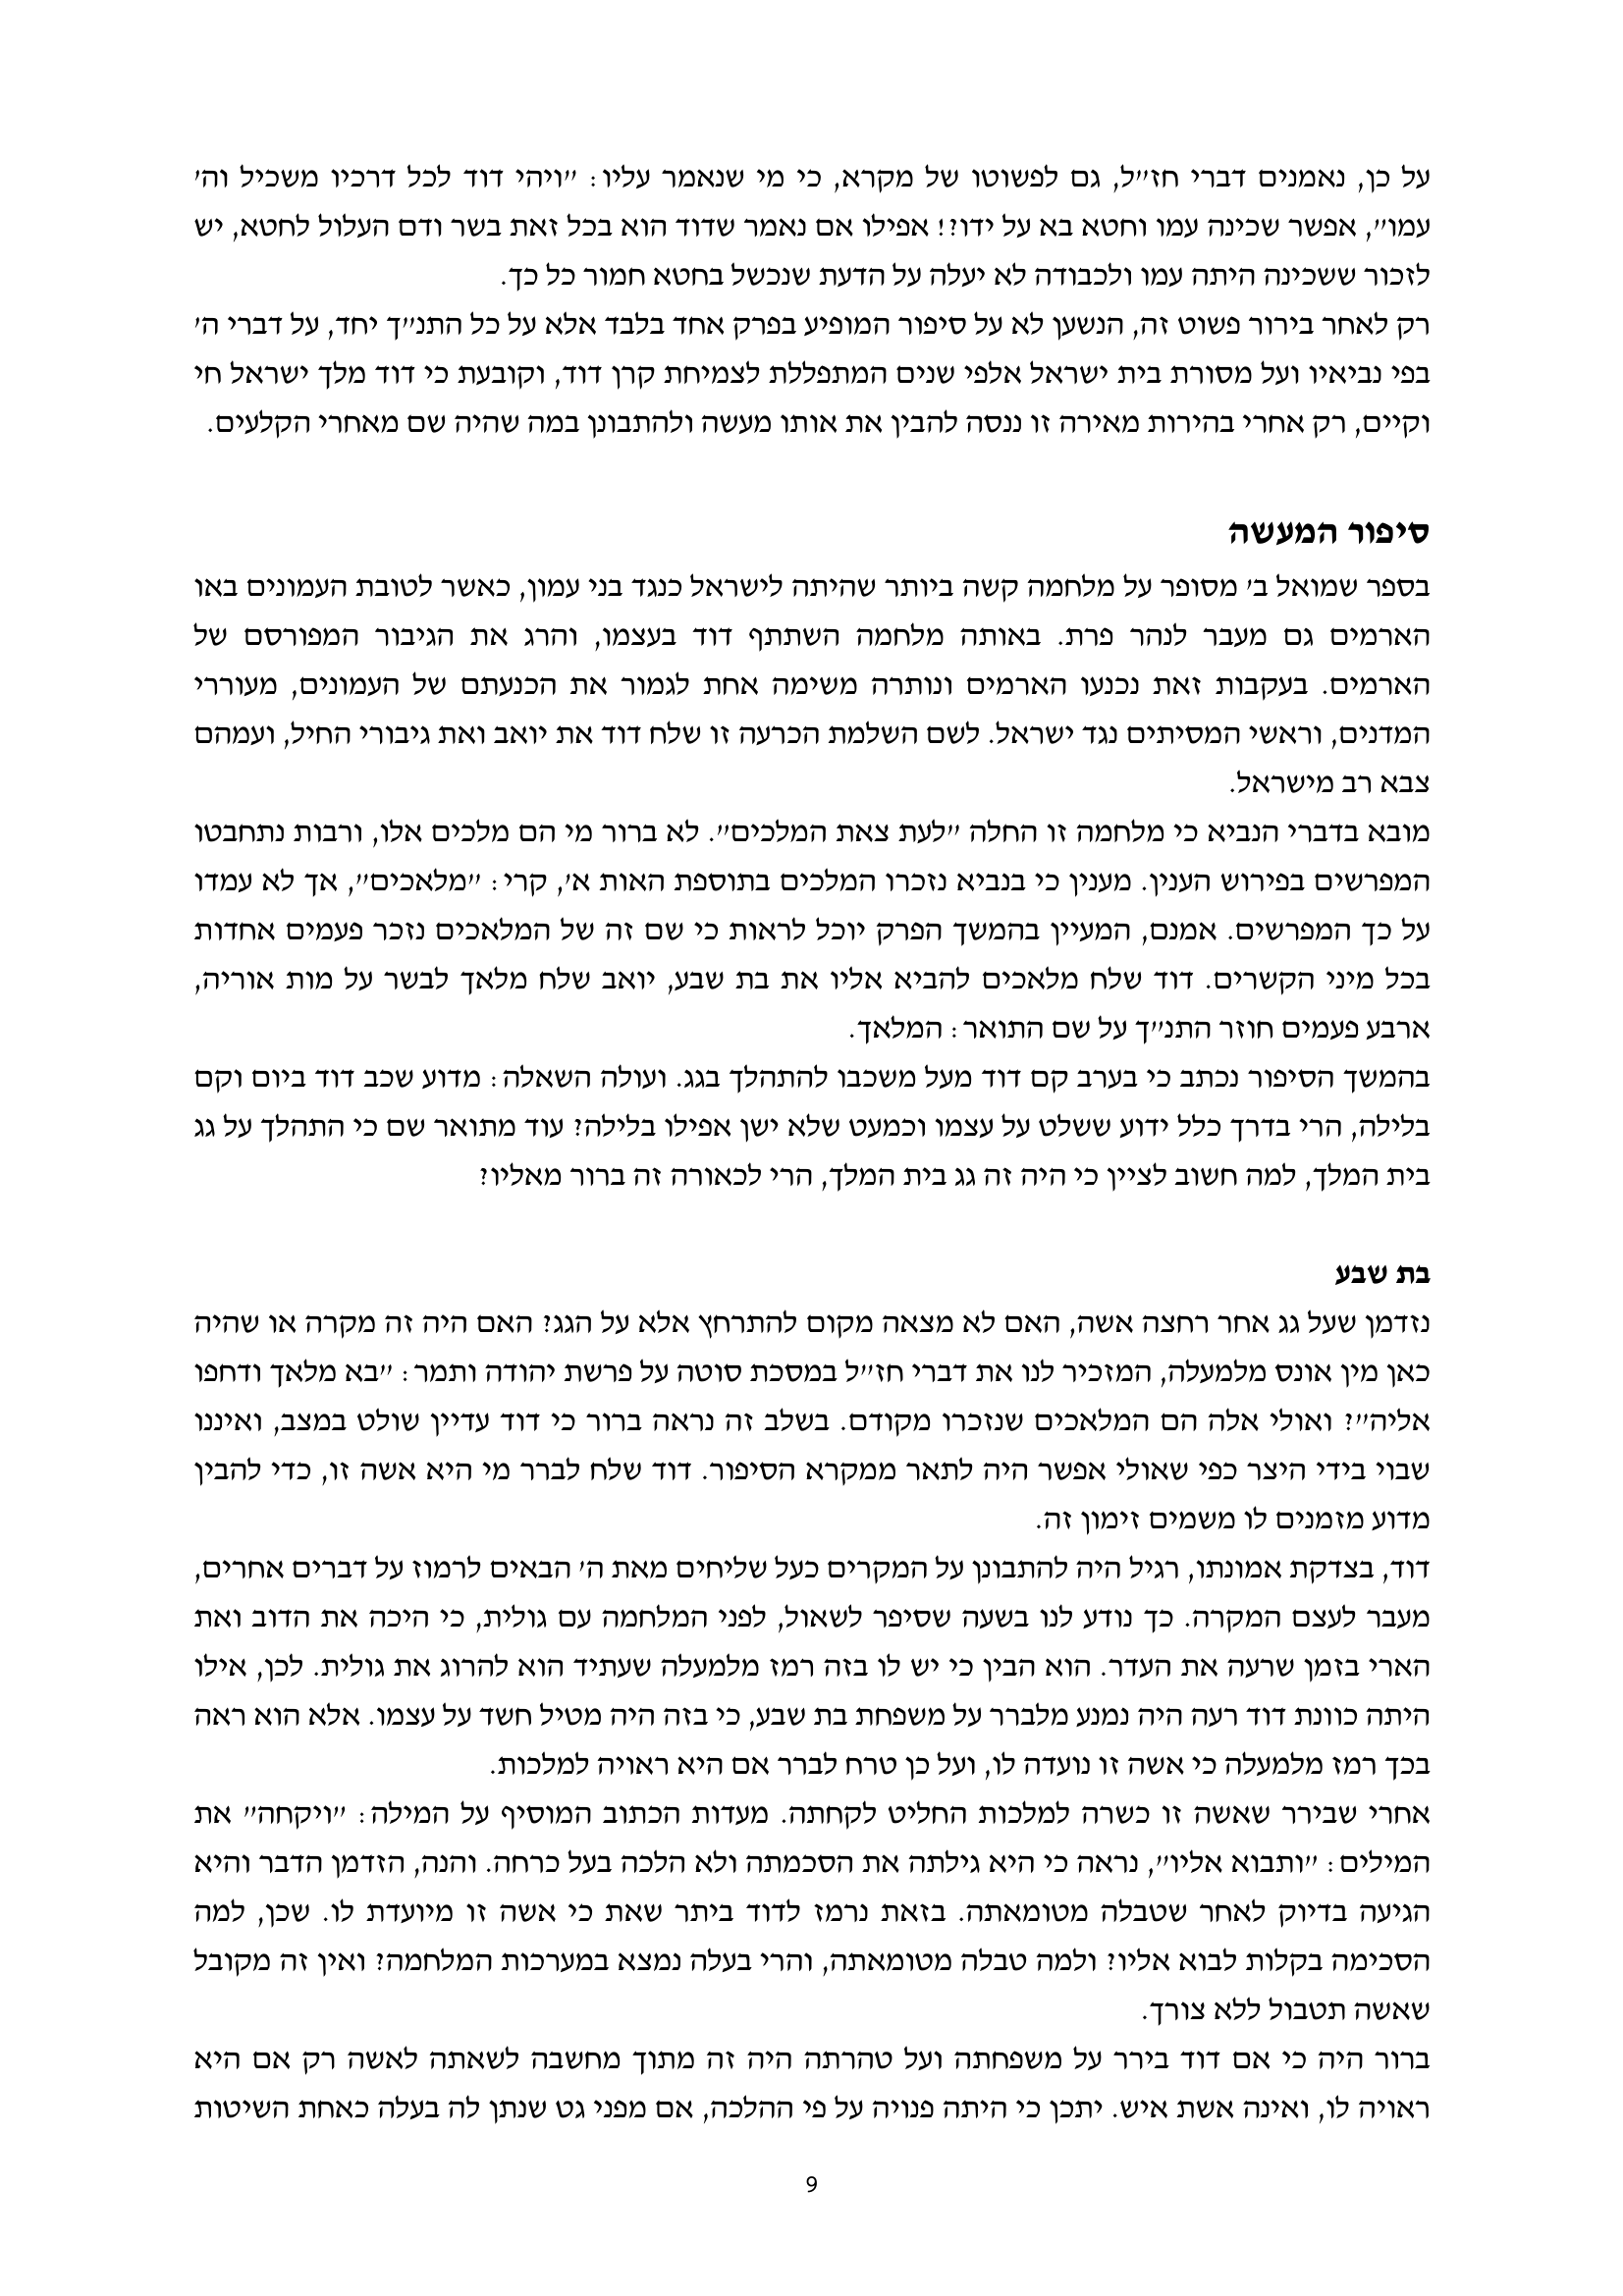 על כן, נאמנים דברי חז״ל, גם לפשוטו של מקרא, כי מי שנאמר עליו: ״ויהי דוד לכל דרכיו משכיל וה׳
עמו״, אפשר שכינה עמו וחטא בא על ידו?! אפילו אם נאמר שדוד הוא בכל זאת בשר ודם העלול לחטא, יש
לזכור ששכינה היתה עמו ולכבודה לא יעלה על הדעת שנכשל בחטא חמור כל כך.
רק לאחר בירור פשוט זה, הנשען לא על סיפור המופיע בפרק אחד בלבד אלא על כל התנ״ך יחד, על דברי ה׳
בפי נביאיו ועל מסורת בית ישראל אלפי שנים המתפללת לצמיחת קרן דוד, וקובעת כי דוד מלך ישראל חי
וקיים, רק אחרי בהירות מאירה זו ננסה להבין את אותו מעשה ולהתבונן במה שהיה שם מאחרי הקלעים.
סיפור המעשה
בספר שמואל ב׳ מסופר על מלחמה קשה ביותר שהיתה לישראל כנגד בני עמון, כאשר לטובת העמונים באו
הארמים גם מעבר לנהר פרת. באותה מלחמה השתתף דוד בעצמו, והרג את הגיבור המפורסם של
הארמים. בעקבות זאת נכנעו הארמים ונותרה משימה אחת לגמור את הכנעתם של העמונים, מעוררי
המדנים, וראשי המסיתים נגד ישראל. לשם השלמת הכרעה זו שלח דוד את יואב ואת גיבורי החיל, ועמהם
צבא רב מישראל.
מובא בדברי הנביא כי מלחמה זו החלה ״לעת צאת המלכים״. לא ברור מי הם מלכים אלו, ורבות נתחבטו
המפרשים בפירוש הענין. מענין כי בנביא נזכרו המלכים בתוספת האות א׳, קרי: ״מלאכים״, אך לא עמדו
על כך המפרשים. אמנם, המעיין בהמשך הפרק יוכל לראות כי שם זה של המלאכים נזכר פעמים אחדות
בכל מיני הקשרים. דוד שלח מלאכים להביא אליו את בת שבע, יואב שלח מלאך לבשר על מות אוריה,
ארבע פעמים חוזר התנ״ך על שם התואר: המלאך.
בהמשך הסיפור נכתב כי בערב קם דוד מעל משכבו להתהלך בגג. ועולה השאלה: מדוע שכב דוד ביום וקם
בלילה, הרי בדרך כלל ידוע ששלט על עצמו וכמעט שלא ישן אפילו בלילה? עוד מתואר שם כי התהלך על גג
בית המלך, למה חשוב לציין כי היה זה גג בית המלך, הרי לכאורה זה ברור מאליו?
בת שבע
נזדמן שעל גג אחר רחצה אשה, האם לא מצאה מקום להתרחץ אלא על הגג? האם היה זה מקרה או שהיה
כאן מין אונס מלמעלה, המזכיר לנו את דברי חז״ל במסכת סוטה על פרשת יהודה ותמר: ״בא מלאך ודחפו
אליה״? ואולי אלה הם המלאכים שנזכרו מקודם. בשלב זה נראה ברור כי דוד עדיין שולט במצב, ואיננו
שבוי בידי היצר כפי שאולי אפשר היה לתאר ממקרא הסיפור. דוד שלח לברר מי היא אשה זו, כדי להבין
מדוע מזמנים לו משמים זימון זה.
דוד, בצדקת אמונתו, רגיל היה להתבונן על המקרים כעל שליחים מאת ה׳ הבאים לרמוז על דברים אחרים,
מעבר לעצם המקרה. כך נודע לנו בשעה שסיפר לשאול, לפני המלחמה עם גולית, כי היכה את הדוב ואת
הארי בזמן שרעה את העדר. הוא הבין כי יש לו בזה רמז מלמעלה שעתיד הוא להרוג את גולית. לכן, אילו
היתה כוונת דוד רעה היה נמנע מלברר על משפחת בת שבע, כי בזה היה מטיל חשד על עצמו. אלא הוא ראה
בכך רמז מלמעלה כי אשה זו נועדה לו, ועל כן טרח לברר אם היא ראויה למלכות.
אחרי שבירר שאשה זו כשרה למלכות החליט לקחתה. מעדות הכתוב המוסיף על המילה: ״ויקחה״ את
המילים: ״ותבוא אליו״, נראה כי היא גילתה את הסכמתה ולא הלכה בעל כרחה. והנה, הזדמן הדבר והיא
הגיעה בדיוק לאחר שטבלה מטומאתה. בזאת נרמז לדוד ביתר שאת כי אשה זו מיועדת לו. שכן, למה
הסכימה בקלות לבוא אליו? ולמה טבלה מטומאתה, והרי בעלה נמצא במערכות המלחמה? ואין זה מקובל
שאשה תטבול ללא צורך.
ברור היה כי אם דוד בירר על משפחתה ועל טהרתה היה זה מתוך מחשבה לשאתה לאשה רק אם היא
ראויה לו, ואינה אשת איש. יתכן כי היתה פנויה על פי ההלכה, אם מפני גט שנתן לה בעלה כאחת השיטות
9